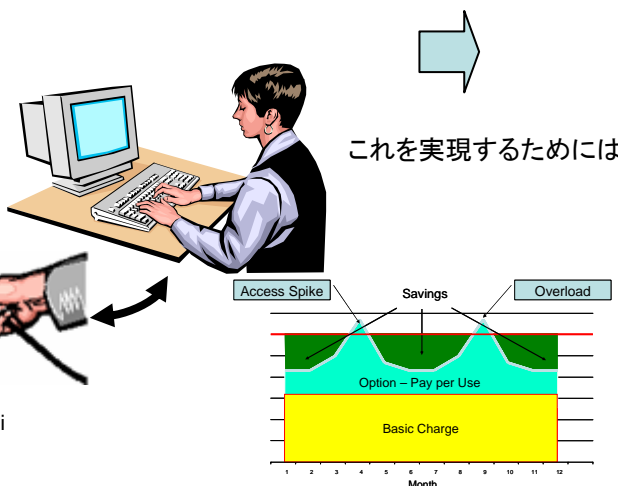 これを実現するためには
Access Spike
Savings
Overload
Option – Pay per Use
Basic Charge
i
1 2 3 4 5 6 7 8 9 10 11 12
Month